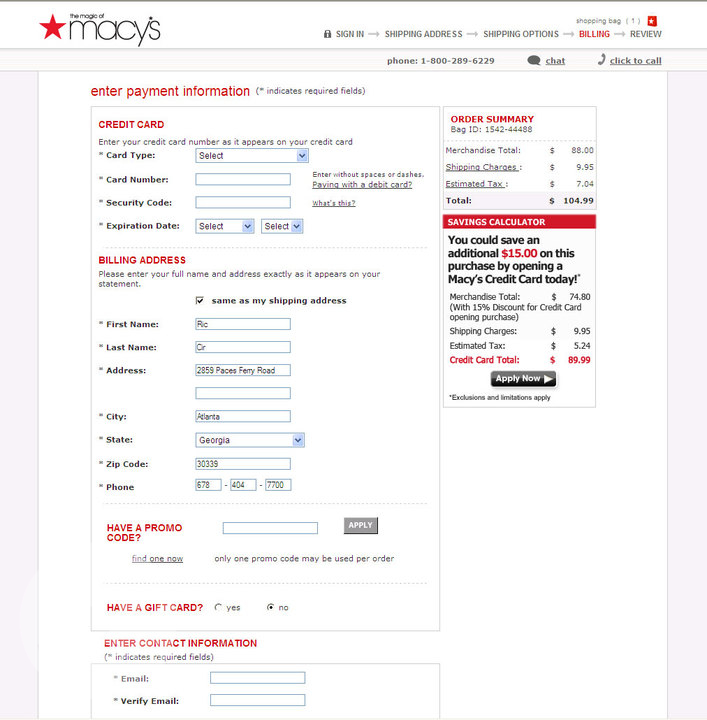 the magic of
macy's
shopping bag ( 1 )
SIGN IN → SHIPPING ADDRESS → SHIPPING OPTIONS → BILLING → REVIEW
phone: 1-800-289-6229 chat click to call
enter payment information (* indicates required fields)
CREDIT CARD
Enter your credit card number as it appears on your credit card
* Card Type: Select
* Card Number: Enter without spaces or dashes.
Paying with a debit card?
* Security Code: What's this?
* Expiration Date: Select Select
BILLING ADDRESS
Please enter your full name and address exactly as it appears on your
statement.
same as my shipping address
* First Name: Ric
* Last Name: Cir
* Address: 2859 Paces Ferry Road
* City: Atlanta
* State: Georgia
* Zip Code: 30339
* Phone 678 - 404 - 7700
HAVE A PROMO
CODE? APPLY
find one now only one promo code may be used per order
HAVE A GIFT CARD? yes no
ENTER CONTACT INFORMATION
(* indicates required fields)
* Email:
* Verify Email:
ORDER SUMMARY
Bag ID: 1542-44488
Merchandise Total: $ 88.00
Shipping Charges : $ 9.95
Estimated Tax : $ 7.04
Total: $ 104.99
SAVINGS CALCULATOR
You could save an
additional $15.00 on this
purchase by opening a
Macy's Credit Card today!*
Merchandise Total: $ 74.80
(With 15% Discount for Credit Card
opening purchase)
Shipping Charges: $ 9.95
Estimated Tax: $ 5.24
Credit Card Total: $ 89.99
Apply Now
*Exclusions and limitations apply